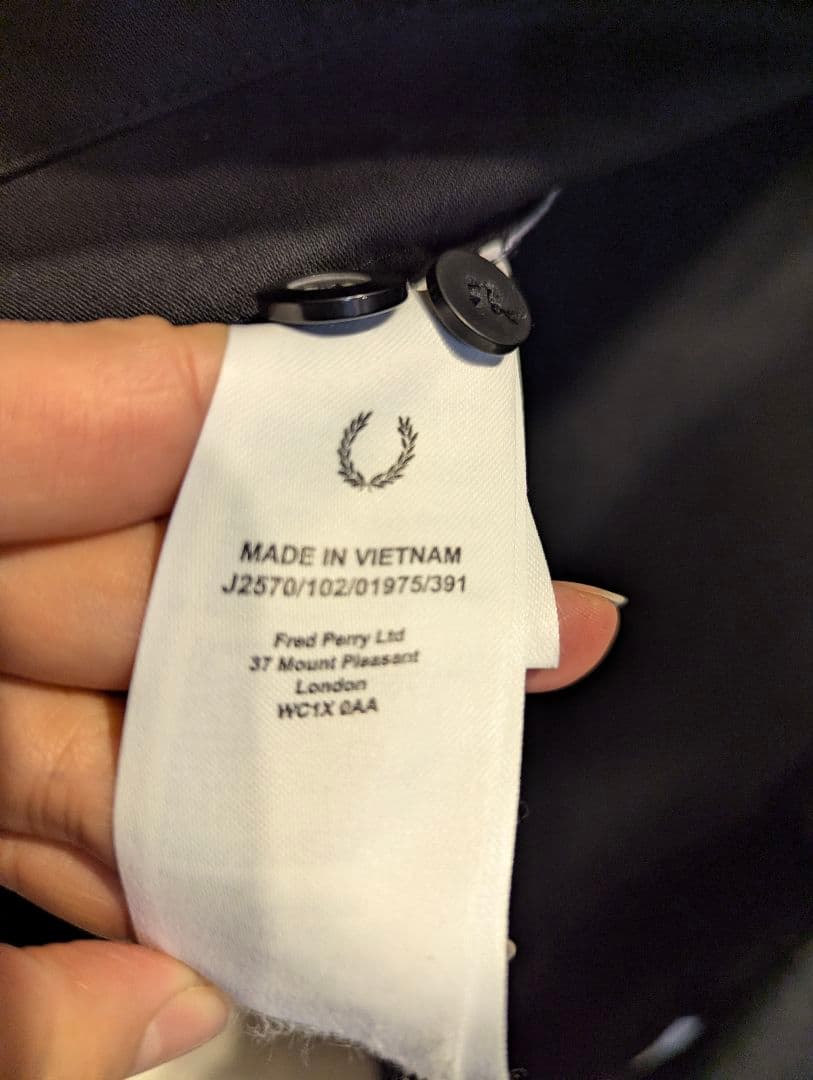 MADE IN VIETNAM
J2570/102/01975/391
Fred Perry Ltd
37 Mount Pleasant
London
WC1X 0AA